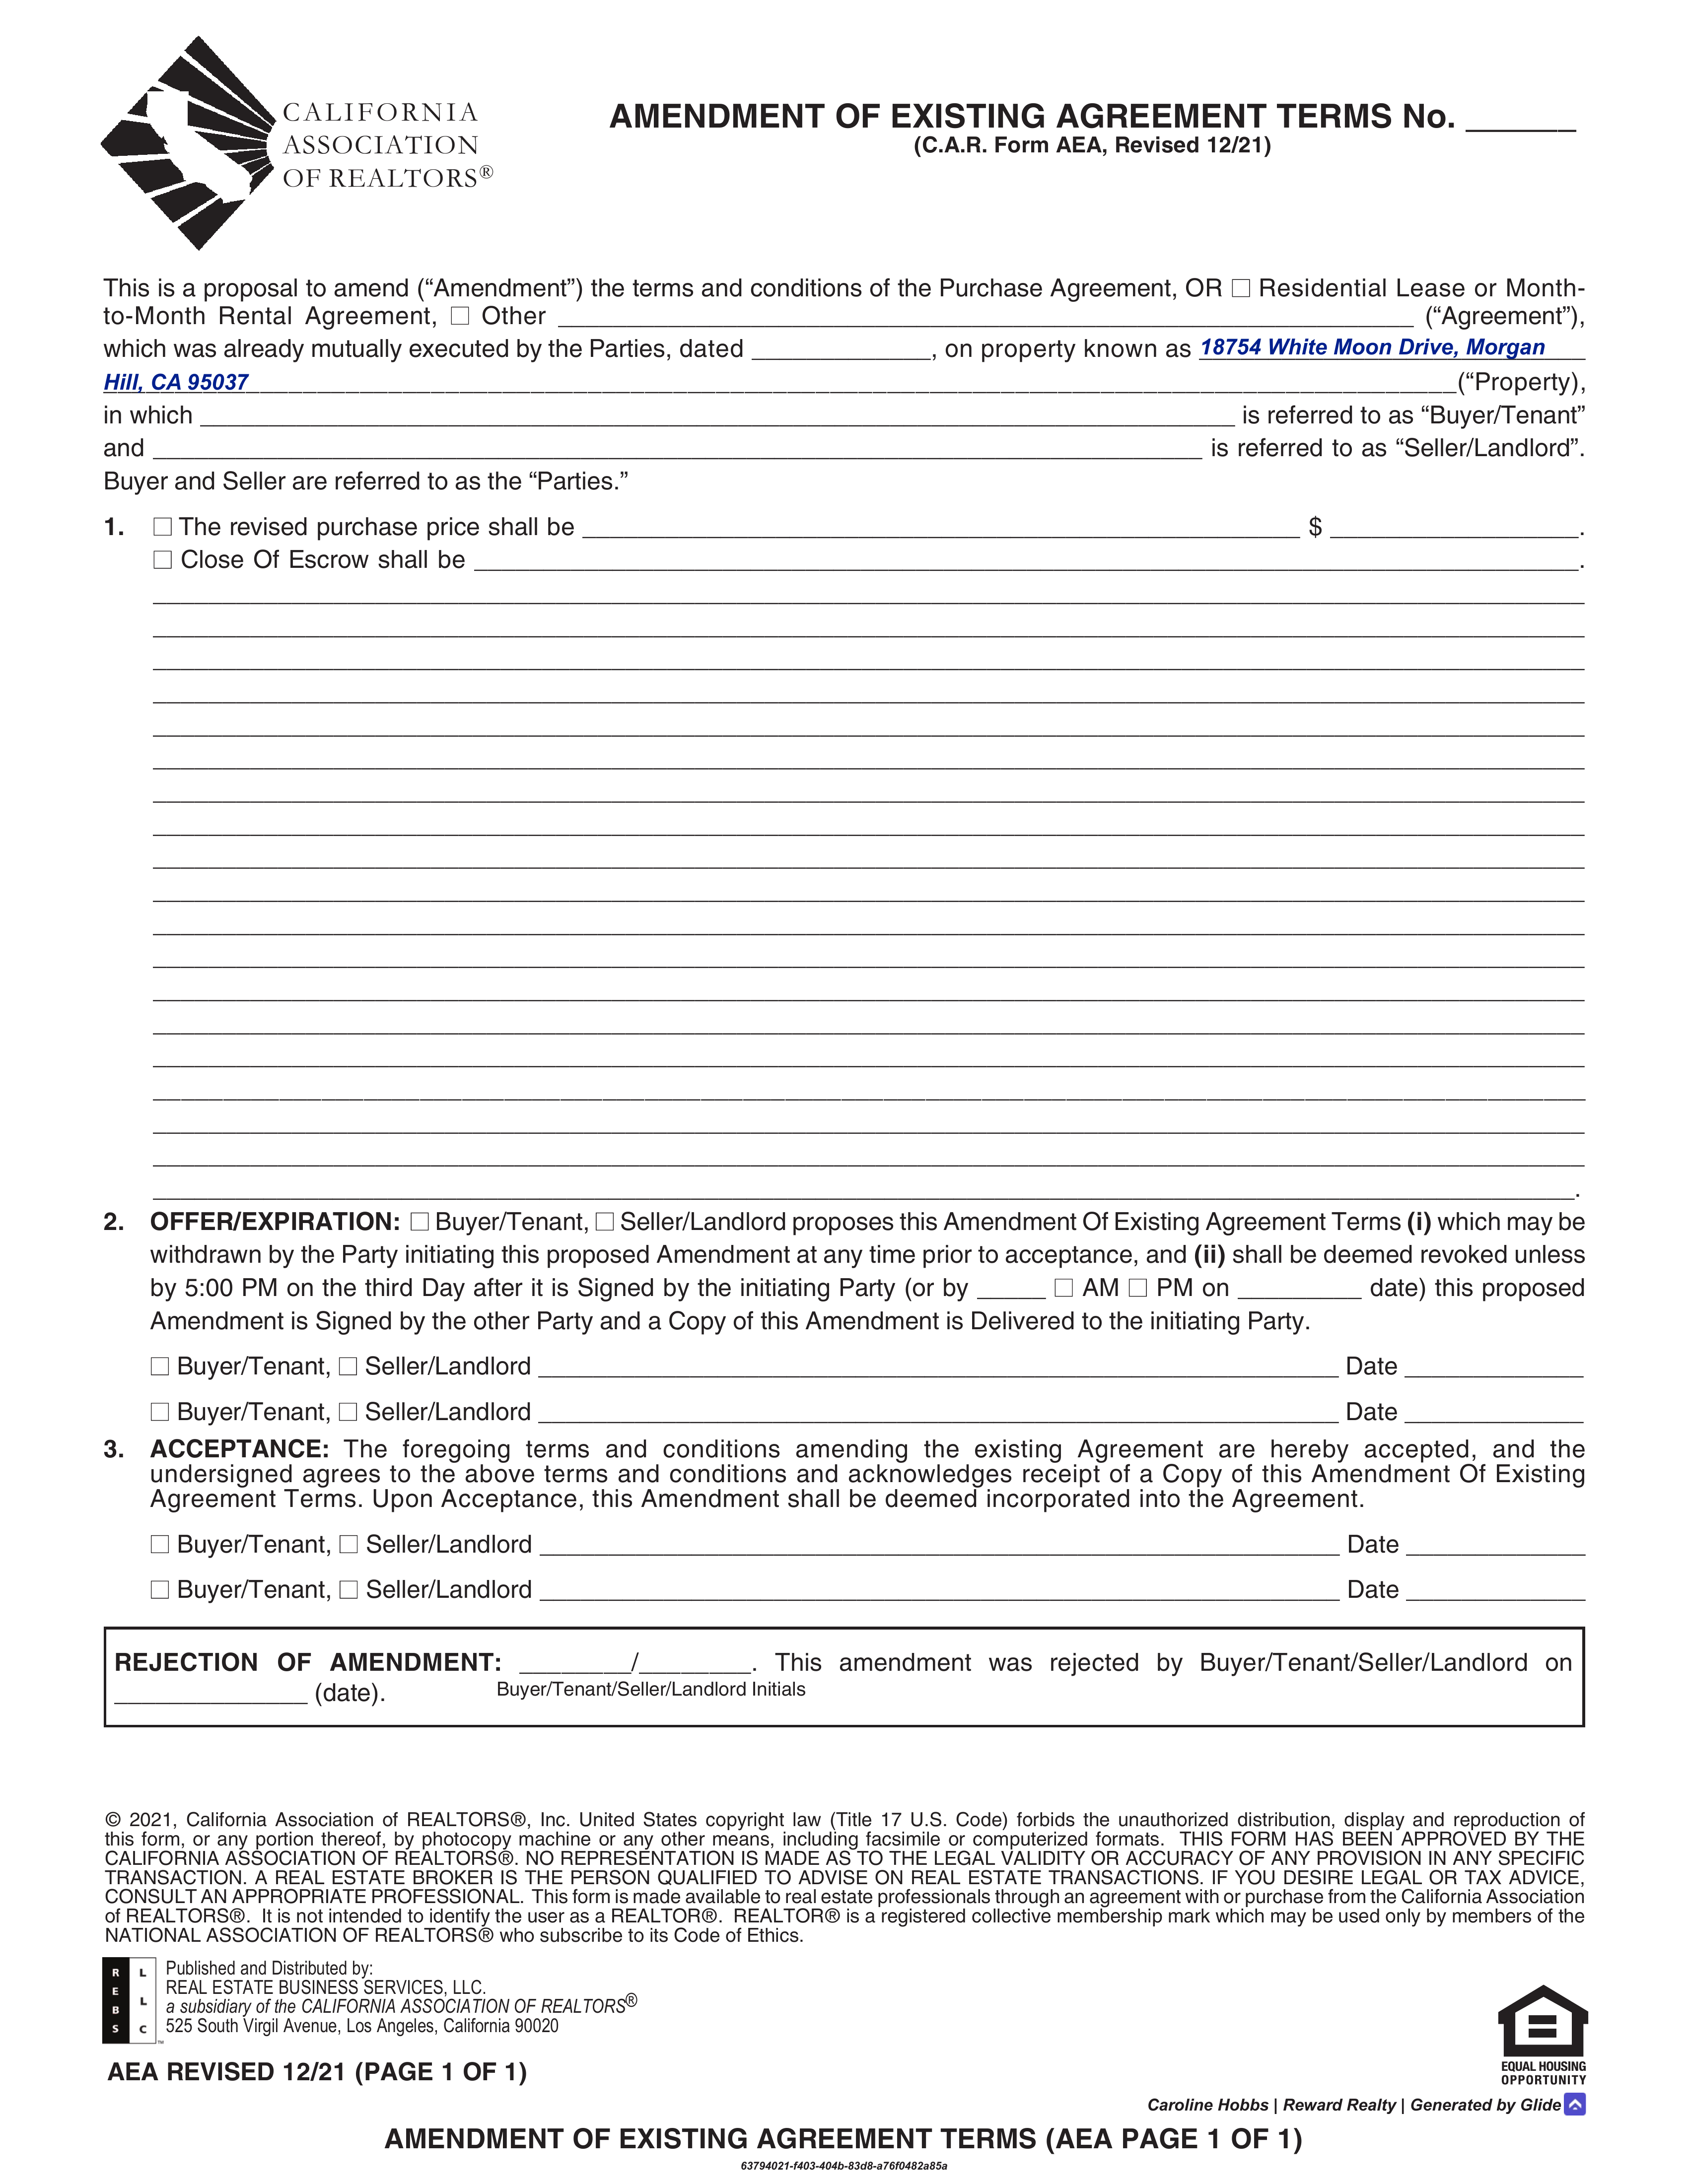 CALIFORNIA
ASSOCIATION
OF REALTORS®
AMENDMENT OF EXISTING AGREEMENT TERMS No. ______
(C.A.R. Form AEA, Revised 12/21)
This is a proposal to amend (“Amendment”) the terms and conditions of the Purchase Agreement, OR ☐ Residential Lease or Month-
to-Month Rental Agreement, ☐ Other ______ (“Agreement”),
which was already mutually executed by the Parties, dated ______, on property known as 18754 White Moon Drive, Morgan
Hill, CA 95037 ______ (“Property),
in which ______ is referred to as “Buyer/Tenant”
and ______ is referred to as “Seller/Landlord”.
Buyer and Seller are referred to as the “Parties.”
1. ☐ The revised purchase price shall be ______ $ ______.
☐ Close Of Escrow shall be ______.
2. OFFER/EXPIRATION: ☐ Buyer/Tenant, ☐ Seller/Landlord proposes this Amendment Of Existing Agreement Terms (i) which may be
withdrawn by the Party initiating this proposed Amendment at any time prior to acceptance, and (ii) shall be deemed revoked unless
by 5:00 PM on the third Day after it is Signed by the initiating Party (or by _____ ☐ AM ☐ PM on ______ date) this proposed
Amendment is Signed by the other Party and a Copy of this Amendment is Delivered to the initiating Party.
☐ Buyer/Tenant, ☐ Seller/Landlord ______ Date ______
☐ Buyer/Tenant, ☐ Seller/Landlord ______ Date ______
3. ACCEPTANCE: The foregoing terms and conditions amending the existing Agreement are hereby accepted, and the
undersigned agrees to the above terms and conditions and acknowledges receipt of a Copy of this Amendment Of Existing
Agreement Terms. Upon Acceptance, this Amendment shall be deemed incorporated into the Agreement.
☐ Buyer/Tenant, ☐ Seller/Landlord ______ Date ______
☐ Buyer/Tenant, ☐ Seller/Landlord ______ Date ______
REJECTION OF AMENDMENT: ________/________. This amendment was rejected by Buyer/Tenant/Seller/Landlord on
______ (date). Buyer/Tenant/Seller/Landlord Initials
© 2021, California Association of REALTORS®, Inc. United States copyright law (Title 17 U.S. Code) forbids the unauthorized distribution, display and reproduction of
this form, or any portion thereof, by photocopy machine or any other means, including facsimile or computerized formats. THIS FORM HAS BEEN APPROVED BY THE
CALIFORNIA ASSOCIATION OF REALTORS®. NO REPRESENTATION IS MADE AS TO THE LEGAL VALIDITY OR ACCURACY OF ANY PROVISION IN ANY SPECIFIC
TRANSACTION. A REAL ESTATE BROKER IS THE PERSON QUALIFIED TO ADVISE ON REAL ESTATE TRANSACTIONS. IF YOU DESIRE LEGAL OR TAX ADVICE,
CONSULT AN APPROPRIATE PROFESSIONAL. This form is made available to real estate professionals through an agreement with or purchase from the California Association
of REALTORS®. It is not intended to identify the user as a REALTOR®. REALTOR® is a registered collective membership mark which may be used only by members of the
NATIONAL ASSOCIATION OF REALTORS® who subscribe to its Code of Ethics.
REBS LLC™
Published and Distributed by:
REAL ESTATE BUSINESS SERVICES, LLC.
a subsidiary of the CALIFORNIA ASSOCIATION OF REALTORS®
525 South Virgil Avenue, Los Angeles, California 90020
EQUAL HOUSING
OPPORTUNITY
AEA REVISED 12/21 (PAGE 1 OF 1)
Caroline Hobbs | Reward Realty | Generated by Glide
AMENDMENT OF EXISTING AGREEMENT TERMS (AEA PAGE 1 OF 1)
63794021-f403-404b-83d8-a76f0482a85a